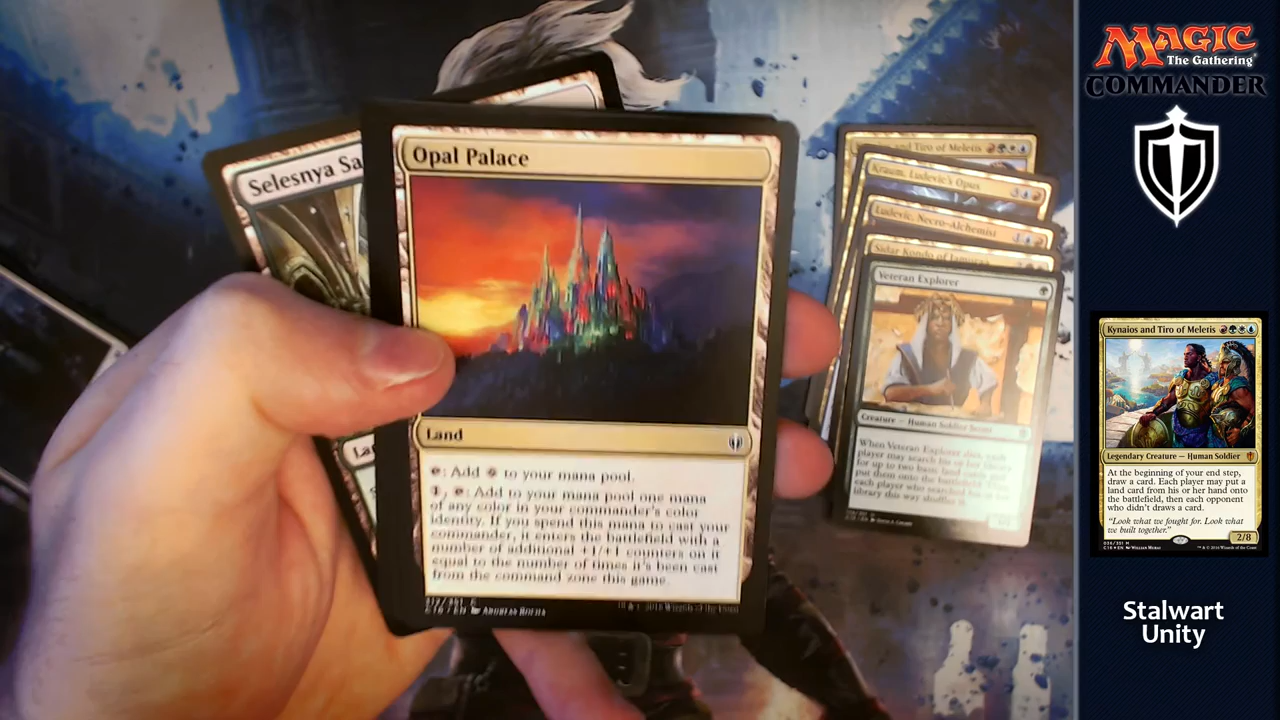 Opal Palace
Land
: Add to your mana pool.
, : Add to your mana pool one mana
of any color in your commander's color
identity. If you spend this mana to cast your
commander, it enters the battlefield with a
number of additional +1/+1 counters on it
equal to the number of times it's been cast
from the command zone this game.
Selesnya Sa
La
and Tiro of Meletis
Kraum, Ludevic's Opus
Ludevic, Necro-Alchemist
Sidar Kondo of Jamuraa
Veteran Explorer
Creature — Human Soldier Scout
When Veteran Explorer dies, each
player may search his or her library
for up to two basic land cards and
put them onto the battlefield. Then
each player who searched his or her
library this way shuffles it.
MAGIC
The Gathering
COMMANDER
Kynaios and Tiro of Meletis
Legendary Creature — Human Soldier
At the beginning of your end step,
draw a card. Each player may put a
land card from his or her hand onto
the battlefield, then each opponent
who didn't draws a card.
"Look what we fought for. Look what
we built together."
2/8
Stalwart
Unity